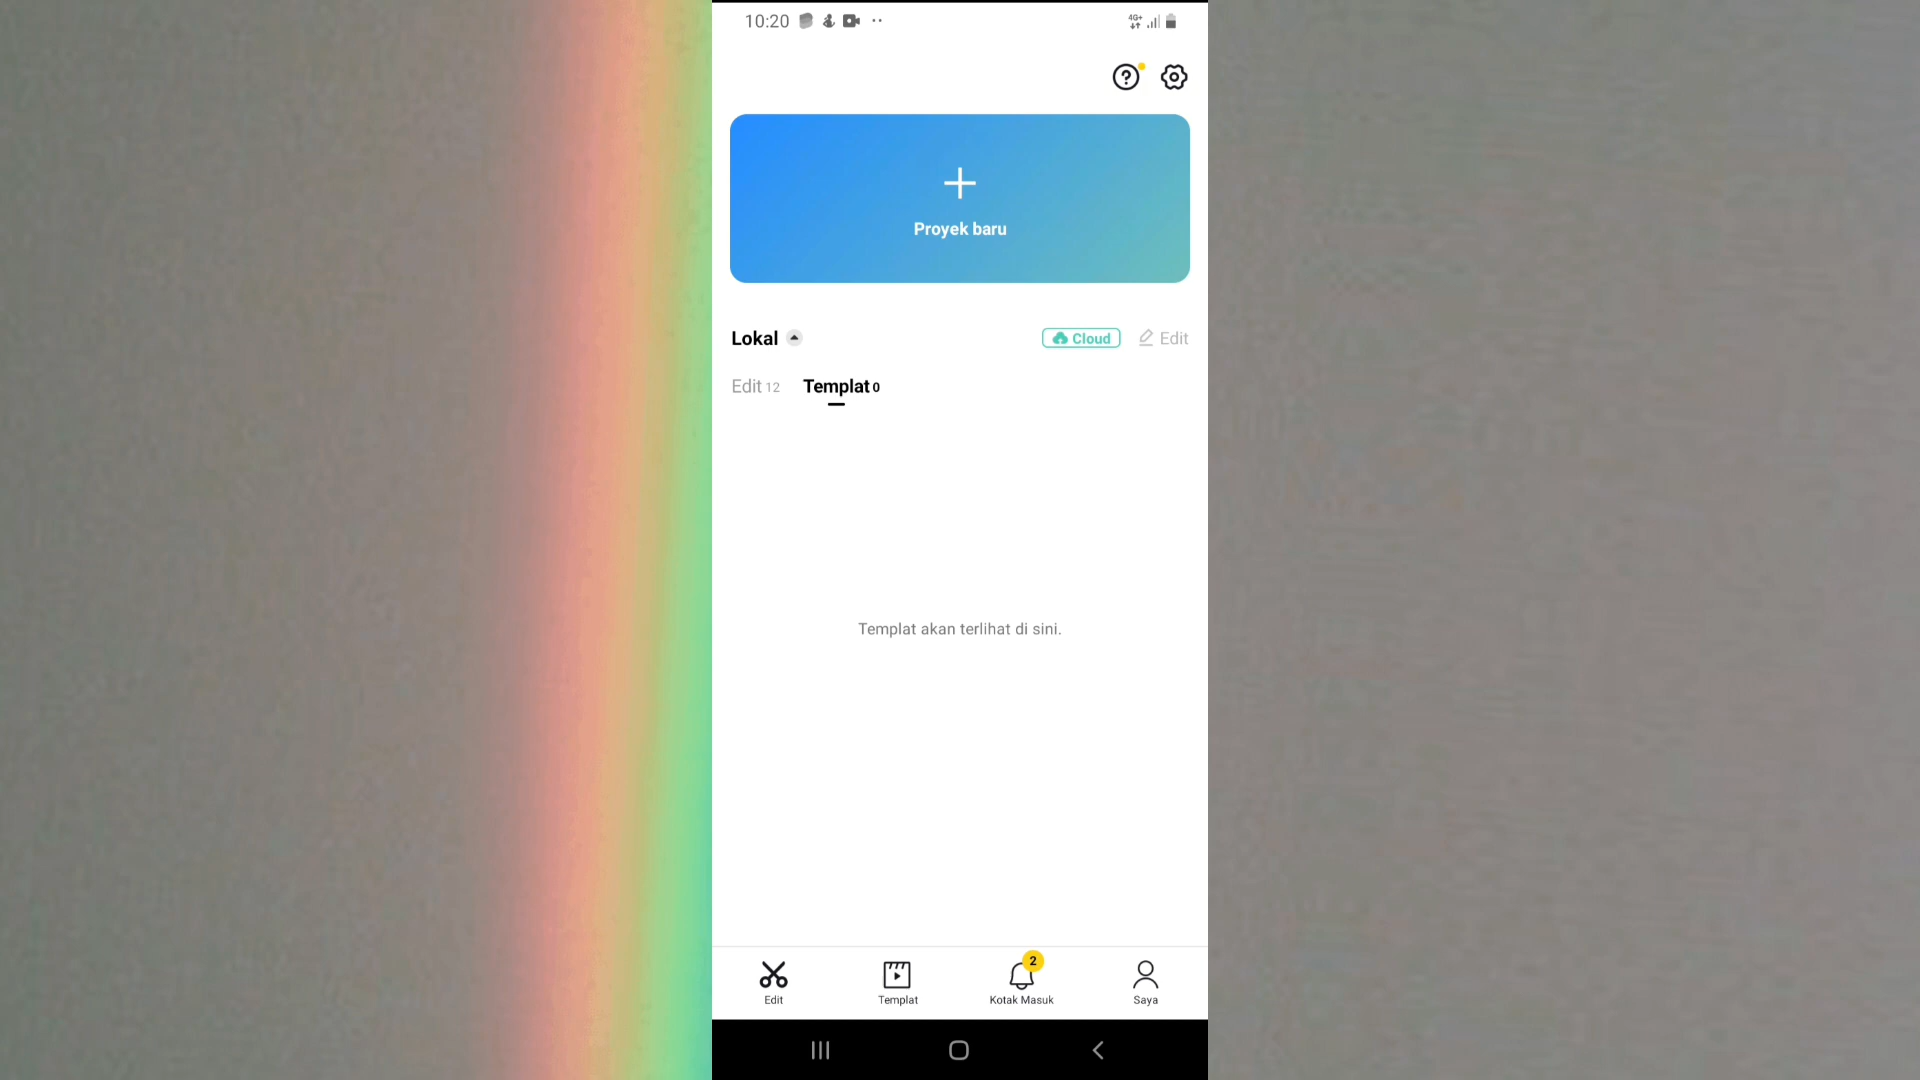 10:20
4G+
Proyek baru
Lokal
Cloud
Edit
Edit 12
Templat 0
Templat akan terlihat di sini.
2
Edit
Templat
Kotak Masuk
Saya